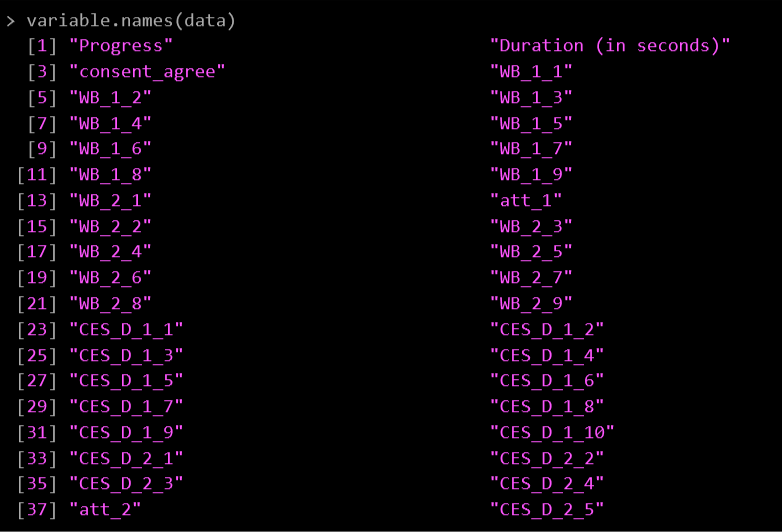 > variable.names(data)
[1] "Progress" "Duration (in seconds)"
[3] "consent_agree" "WB_1_1"
[5] "WB_1_2" "WB_1_3"
[7] "WB_1_4" "WB_1_5"
[9] "WB_1_6" "WB_1_7"
[11] "WB_1_8" "WB_1_9"
[13] "WB_2_1" "att_1"
[15] "WB_2_2" "WB_2_3"
[17] "WB_2_4" "WB_2_5"
[19] "WB_2_6" "WB_2_7"
[21] "WB_2_8" "WB_2_9"
[23] "CES_D_1_1" "CES_D_1_2"
[25] "CES_D_1_3" "CES_D_1_4"
[27] "CES_D_1_5" "CES_D_1_6"
[29] "CES_D_1_7" "CES_D_1_8"
[31] "CES_D_1_9" "CES_D_1_10"
[33] "CES_D_2_1" "CES_D_2_2"
[35] "CES_D_2_3" "CES_D_2_4"
[37] "att_2" "CES_D_2_5"